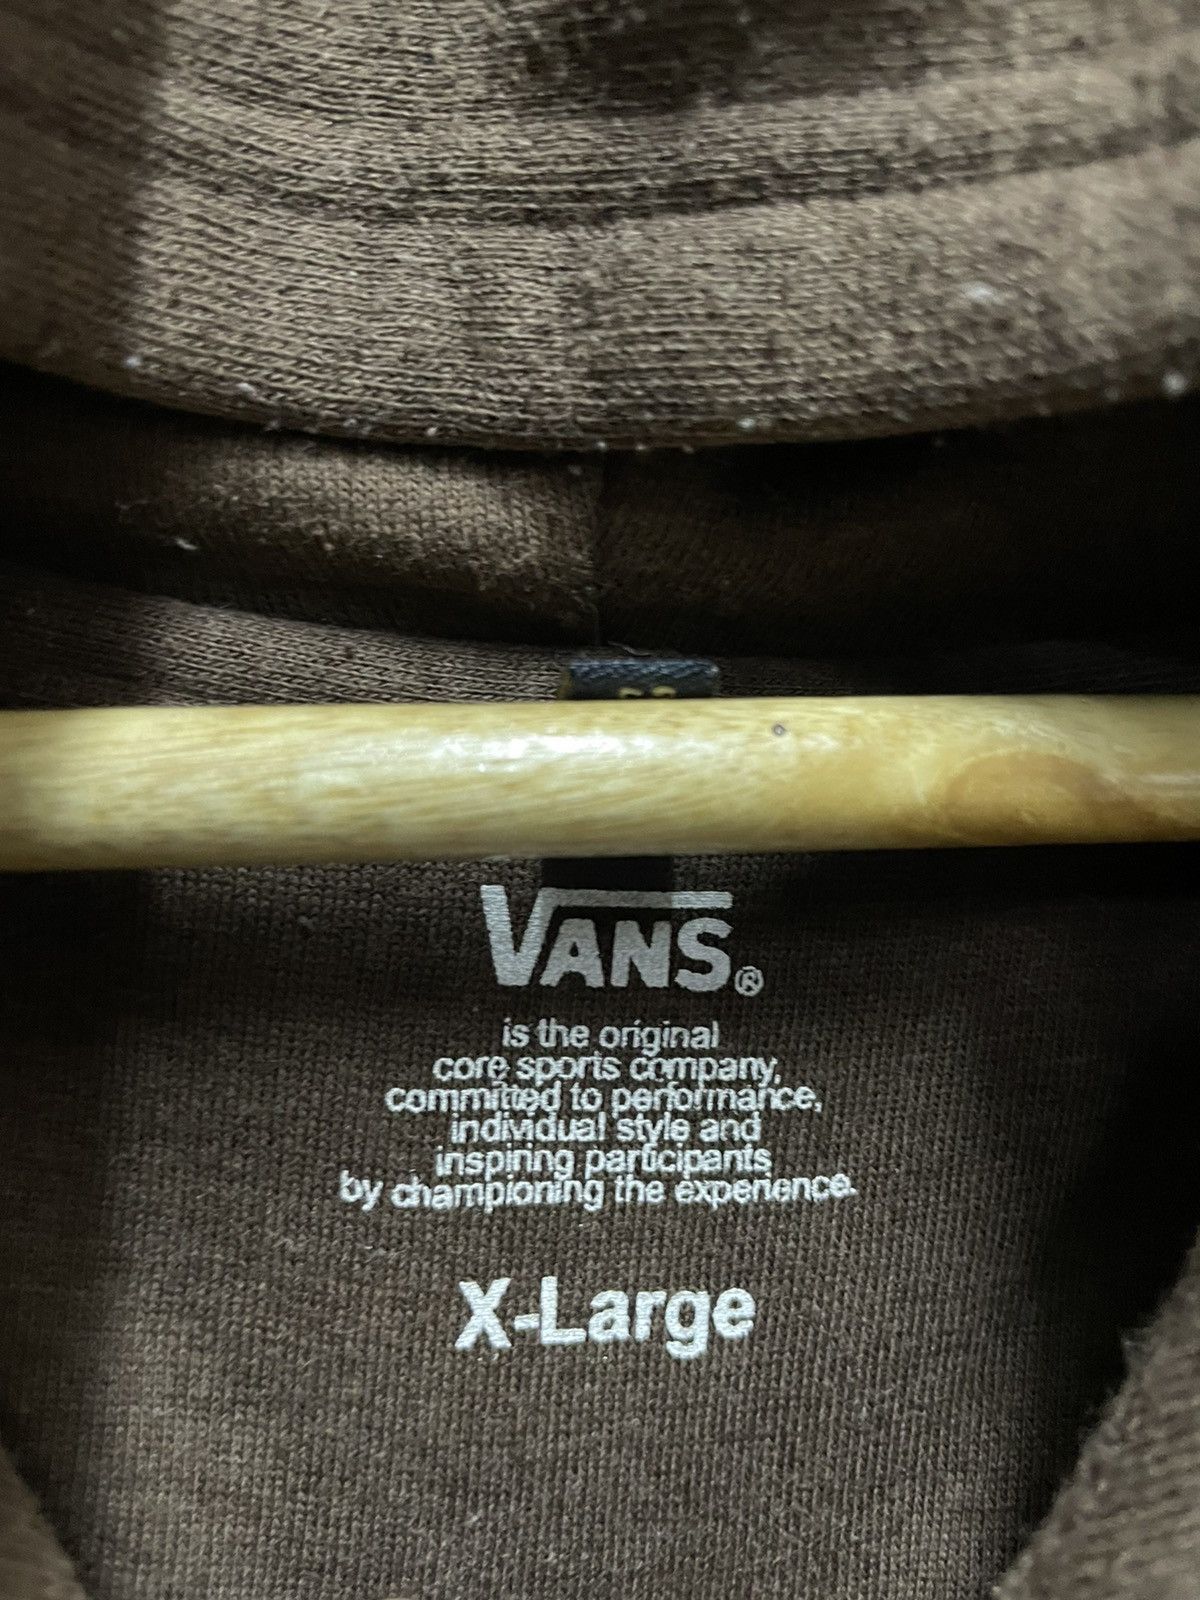 VANS®
is the original
core sports company,
committed to performance,
individual style and
inspiring participants
by championing the experience.
X-Large